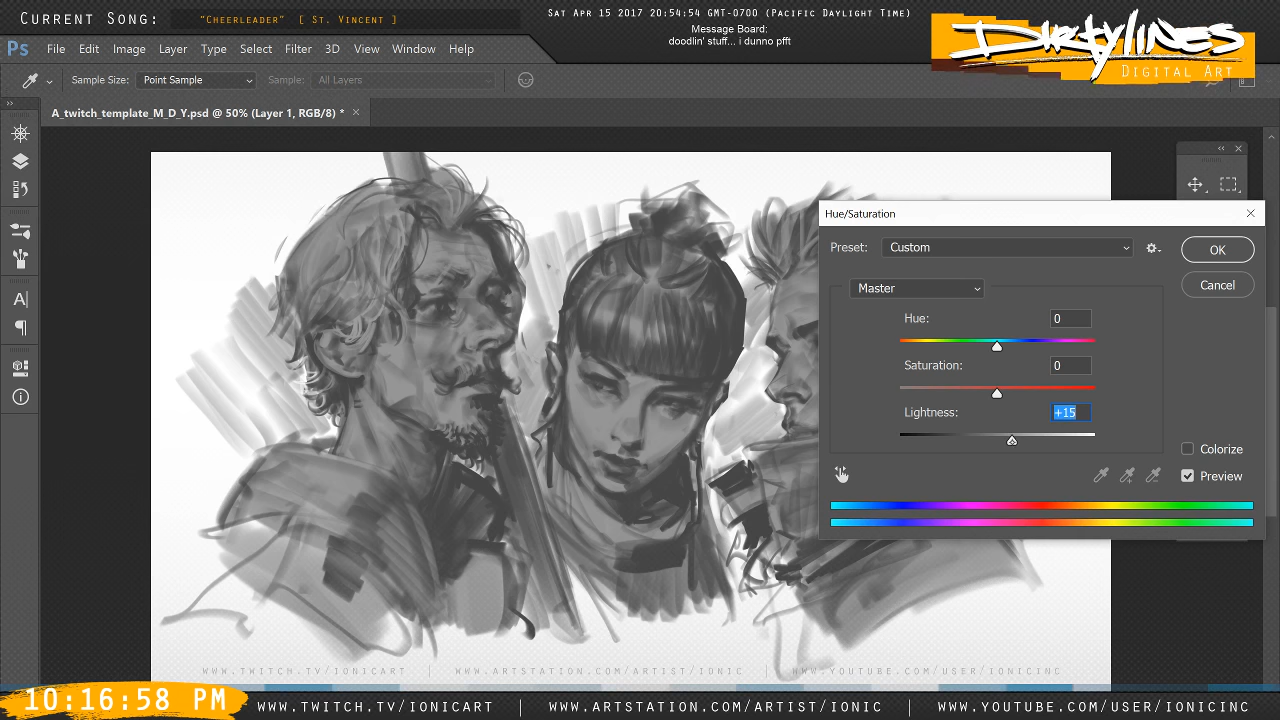 Current Song:
"Cheerleader" [ St. Vincent ]
Sat Apr 15 2017 20:54:54 GMT-0700 (Pacific Daylight Time)
Message Board:
doodlin' stuff... i dunno pfft
DIRTYLINES
Digital Art
Ps File Edit Image Layer Type Select Filter 3D View Window Help
Sample Size: Point Sample Sample: All Layers
A_twitch_template_M_D_Y.psd @ 50% (Layer 1, RGB/8) *
Hue/Saturation
Preset: Custom
OK
Cancel
Master
Hue: 0
Saturation: 0
Lightness: +15
Colorize
Preview
www.twitch.tv/ionicart | www.artstation.com/artist/ionic | www.youtube.com/user/ionicinc
10:16:58 PM
www.twitch.tv/ionicart | www.artstation.com/artist/ionic | www.youtube.com/user/ionicinc